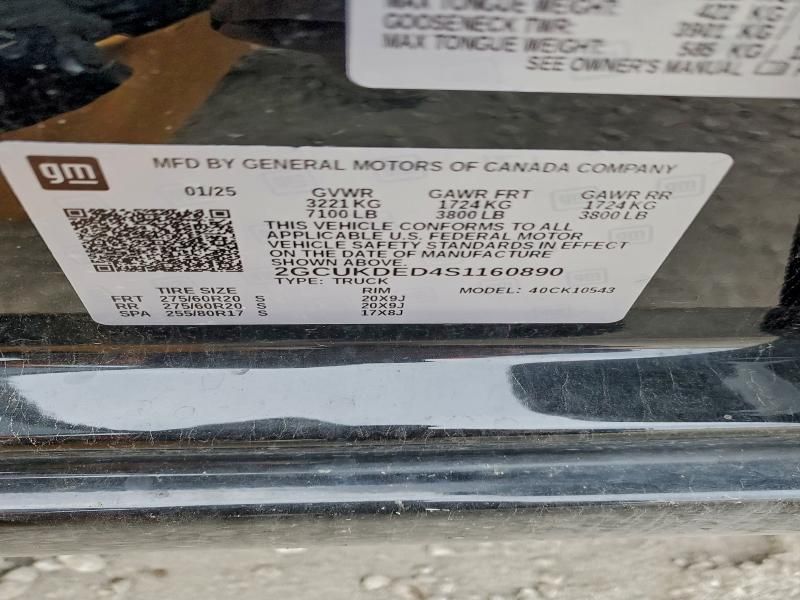 MAX TONGUE WEIGHT: 422 KG
GOOSENECK TWR: 3901 KG
MAX TONGUE WEIGHT: 585 KG
SEE OWNER'S MANUAL
gm
MFD BY GENERAL MOTORS OF CANADA COMPANY
01/25 GVWR GAWR FRT GAWR RR
3221 KG 1724 KG 1724 KG
7100 LB 3800 LB 3800 LB
THIS VEHICLE CONFORMS TO ALL
APPLICABLE U.S. FEDERAL MOTOR
VEHICLE SAFETY STANDARDS IN EFFECT
ON THE DATE OF MANUFACTURE
SHOWN ABOVE.
2GCUKDED4S1160890
TYPE: TRUCK
TIRE SIZE RIM MODEL: 40CK10543
FRT 275/60R20 S 20X9J
RR 275/60R20 S 20X9J
SPA 255/80R17 S 17X8J